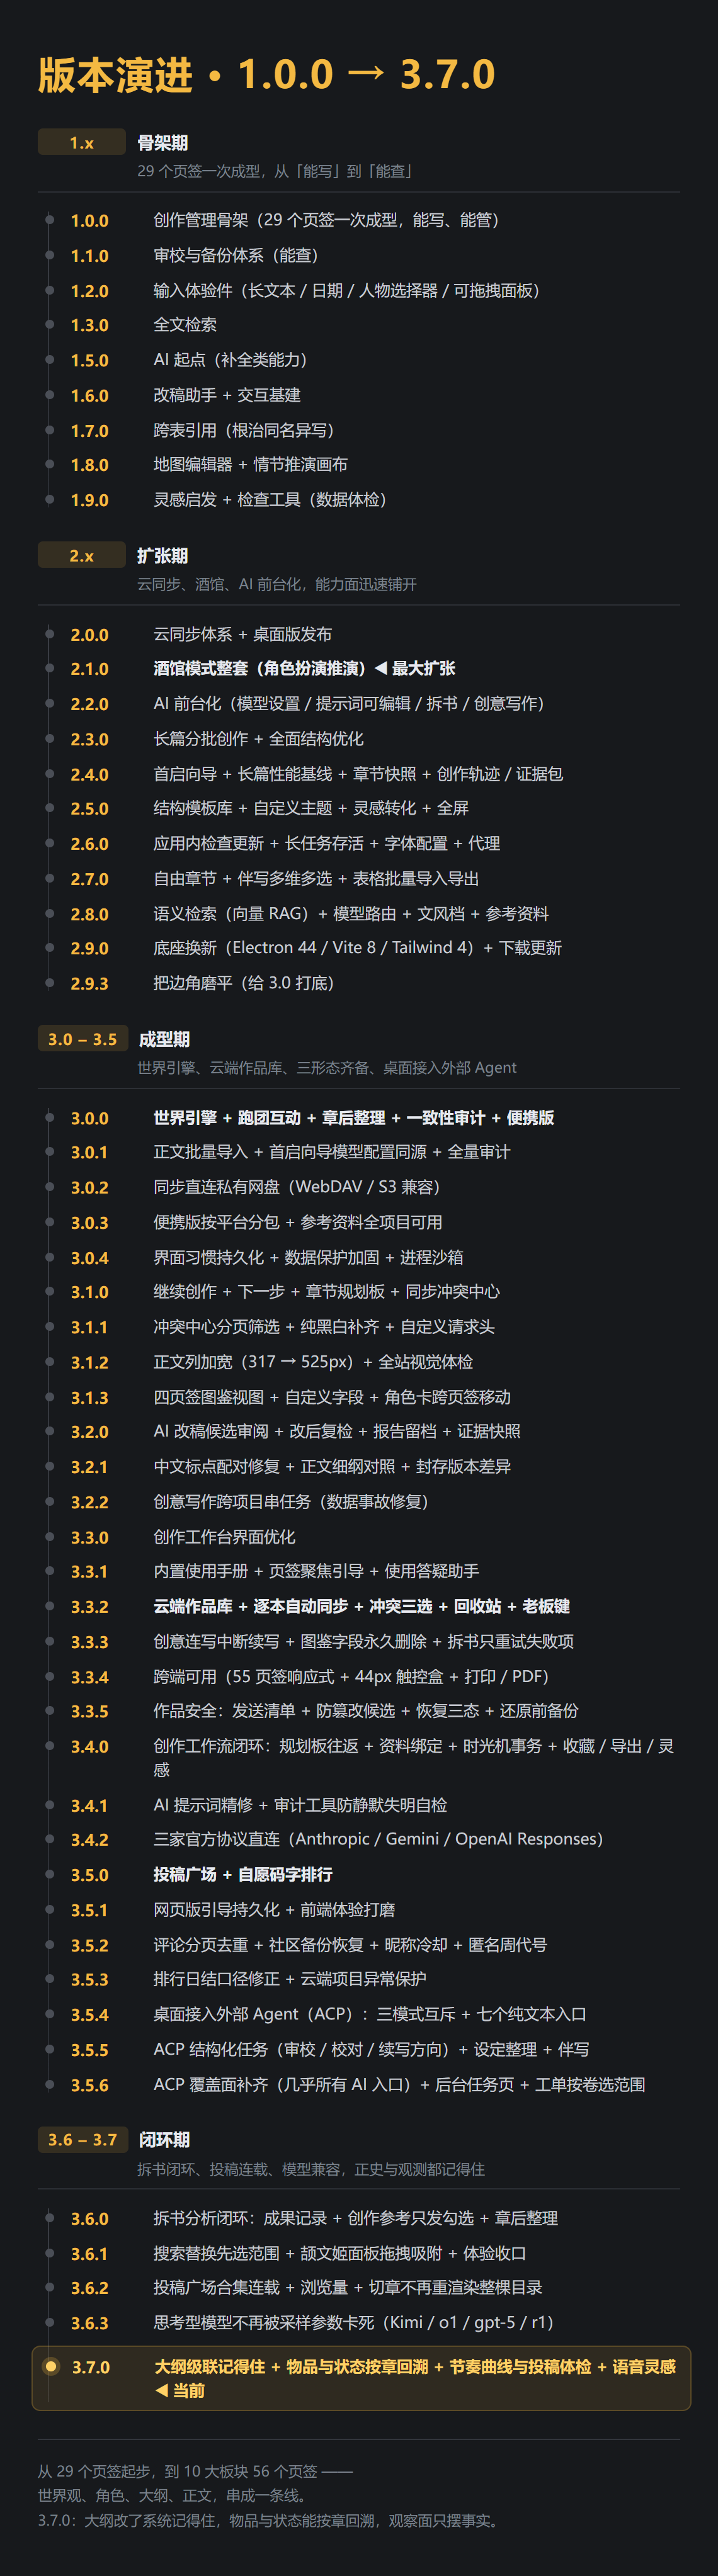 版本演进 • 1.0.0 → 3.7.0
1.x 骨架期
29 个页签一次成型，从「能写」到「能查」
1.0.0 创作管理骨架（29 个页签一次成型，能写、能管）
1.1.0 审校与备份体系（能查）
1.2.0 输入体验件（长文本 / 日期 / 人物选择器 / 可拖拽面板）
1.3.0 全文检索
1.5.0 AI 起点（补全类能力）
1.6.0 改稿助手 + 交互基建
1.7.0 跨表引用（根治同名异写）
1.8.0 地图编辑器 + 情节推演画布
1.9.0 灵感启发 + 检查工具（数据体检）
2.x 扩张期
云同步、酒馆、AI 前台化，能力面迅速铺开
2.0.0 云同步体系 + 桌面版发布
2.1.0 酒馆模式整套（角色扮演推演）◀ 最大扩张
2.2.0 AI 前台化（模型设置 / 提示词可编辑 / 拆书 / 创意写作）
2.3.0 长篇分批创作 + 全面结构优化
2.4.0 首启向导 + 长篇性能基线 + 章节快照 + 创作轨迹 / 证据包
2.5.0 结构模板库 + 自定义主题 + 灵感转化 + 全屏
2.6.0 应用内检查更新 + 长任务存活 + 字体配置 + 代理
2.7.0 自由章节 + 伴写多维多选 + 表格批量导入导出
2.8.0 语义检索（向量 RAG）+ 模型路由 + 文风档 + 参考资料
2.9.0 底座换新（Electron 44 / Vite 8 / Tailwind 4）+ 下载更新
2.9.3 把边角磨平（给 3.0 打底）
3.0 – 3.5 成型期
世界引擎、云端作品库、三形态齐备、桌面接入外部 Agent
3.0.0 世界引擎 + 跑团互动 + 章后整理 + 一致性审计 + 便携版
3.0.1 正文批量导入 + 首启向导模型配置同源 + 全量审计
3.0.2 同步直连私有网盘（WebDAV / S3 兼容）
3.0.3 便携版按平台分包 + 参考资料全项目可用
3.0.4 界面习惯持久化 + 数据保护加固 + 进程沙箱
3.1.0 继续创作 + 下一步 + 章节规划板 + 同步冲突中心
3.1.1 冲突中心分页筛选 + 纯黑白补齐 + 自定义请求头
3.1.2 正文列加宽（317 → 525px）+ 全站视觉体检
3.1.3 四页签图鉴视图 + 自定义字段 + 角色卡跨页签移动
3.2.0 AI 改稿候选审阅 + 改后复检 + 报告留档 + 证据快照
3.2.1 中文标点配对修复 + 正文细纲对照 + 封存版本差异
3.2.2 创意写作跨项目串任务（数据事故修复）
3.3.0 创作工作台界面优化
3.3.1 内置使用手册 + 页签聚焦引导 + 使用答疑助手
3.3.2 云端作品库 + 逐本自动同步 + 冲突三选 + 回收站 + 老板键
3.3.3 创意连写中断续写 + 图鉴字段永久删除 + 拆书只重试失败项
3.3.4 跨端可用（55 页签响应式 + 44px 触控盒 + 打印 / PDF）
3.3.5 作品安全：发送清单 + 防篡改候选 + 恢复三态 + 还原前备份
3.4.0 创作工作流闭环：规划板往返 + 资料绑定 + 时光机事务 + 收藏 / 导出 / 灵
感
3.4.1 AI 提示词精修 + 审计工具防静默失明自检
3.4.2 三家官方协议直连（Anthropic / Gemini / OpenAI Responses）
3.5.0 投稿广场 + 自愿码字排行
3.5.1 网页版引导持久化 + 前端体验打磨
3.5.2 评论分页去重 + 社区备份恢复 + 昵称冷却 + 匿名周代号
3.5.3 排行日结口径修正 + 云端项目异常保护
3.5.4 桌面接入外部 Agent（ACP）：三模式互斥 + 七个纯文本入口
3.5.5 ACP 结构化任务（审校 / 校对 / 续写方向）+ 设定整理 + 伴写
3.5.6 ACP 覆盖面补齐（几乎所有 AI 入口）+ 后台任务页 + 工单按卷选范围
3.6 – 3.7 闭环期
拆书闭环、投稿连载、模型兼容，正史与观测都记得住
3.6.0 拆书分析闭环：成果记录 + 创作参考只发勾选 + 章后整理
3.6.1 搜索替换先选范围 + 颉文姬面板拖拽吸附 + 体验收口
3.6.2 投稿广场合集连载 + 浏览量 + 切章不再重渲染整棵目录
3.6.3 思考型模型不再被采样参数卡死（Kimi / o1 / gpt-5 / r1）
3.7.0 大纲级联记得住 + 物品与状态按章回溯 + 节奏曲线与投稿体检 + 语音灵感
◀ 当前
从 29 个页签起步，到 10 大板块 56 个页签 ——
世界观、角色、大纲、正文，串成一条线。
3.7.0：大纲改了系统记得住，物品与状态能按章回溯，观察面只摆事实。